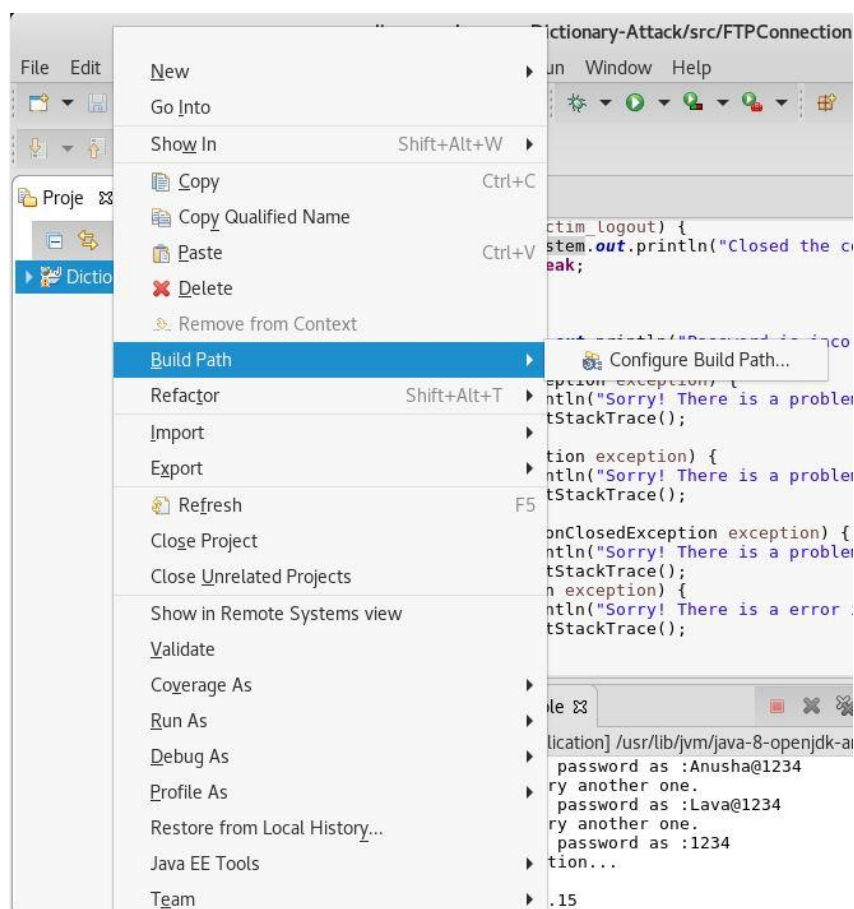 Dictionary-Attack/src/FTPConnection
File Edit
Window Help
New
Go Into
Show In Shift+Alt+W
Copy Ctrl+C
Copy Qualified Name
Paste Ctrl+V
Delete
Remove from Context
Build Path
Configure Build Path...
Refactor Shift+Alt+T
Import
Export
Refresh F5
Close Project
Close Unrelated Projects
Show in Remote Systems view
Validate
Coverage As
Run As
Debug As
Profile As
Restore from Local History...
Java EE Tools
Team
Proje
Dictio
ctim_logout) {
stem.out.println("Closed the c
eak;
eption exception) {
ntln("Sorry! There is a proble
tStackTrace();
tion exception) {
ntln("Sorry! There is a proble
tStackTrace();
onClosedException exception) {
ntln("Sorry! There is a proble
tStackTrace();
n exception) {
ntln("Sorry! There is a error
tStackTrace();
le
lication] /usr/lib/jvm/java-8-openjdk-a
password as :Anusha@1234
ry another one.
password as :Lava@1234
ry another one.
password as :1234
tion...
.15